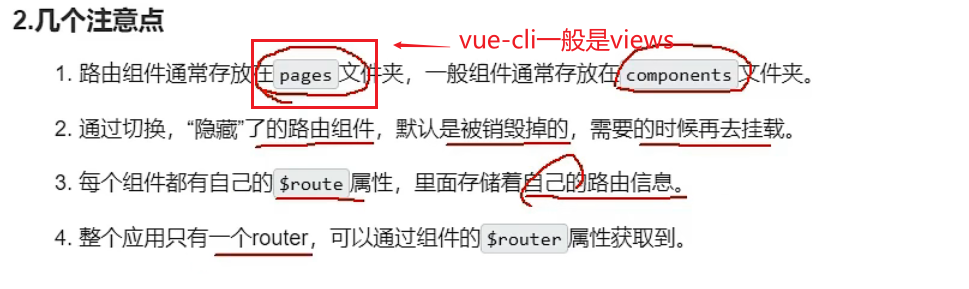 2.几个注意点
vue-cli一般是views
1. 路由组件通常存放在pages文件夹，一般组件通常存放在components文件夹。
2. 通过切换，“隐藏”了的路由组件，默认是被销毁掉的，需要的时候再去挂载。
3. 每个组件都有自己的$route属性，里面存储着自己的路由信息。
4. 整个应用只有一个router，可以通过组件的$router属性获取到。